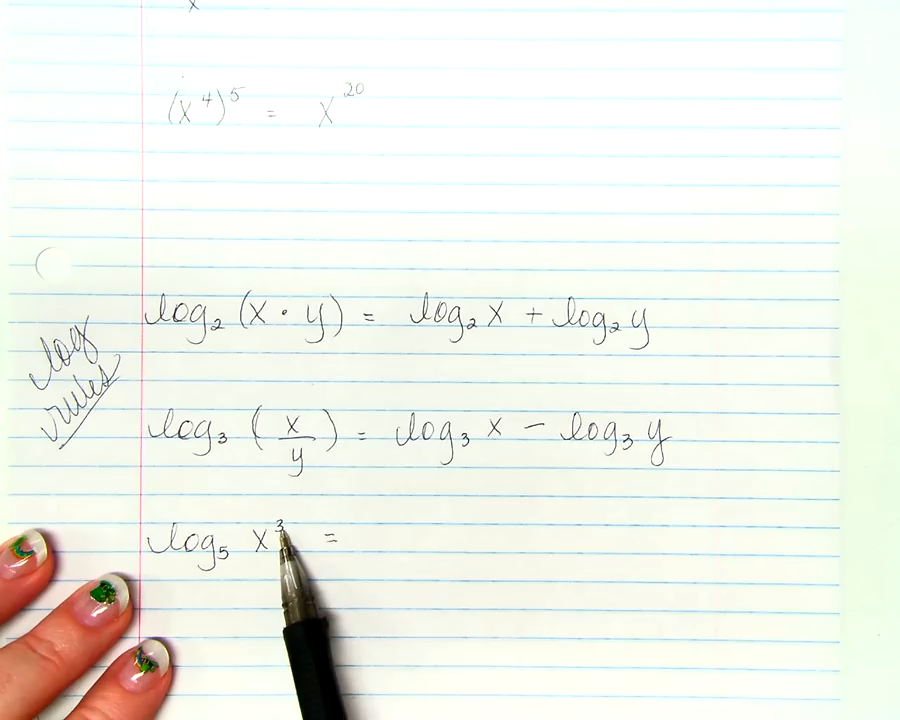 x
(x⁴)⁵ = x²⁰
log₂ (x · y) = log₂ x + log₂ y
log rules
log₃ (x/y) = log₃ x − log₃ y
log₅ x³ =